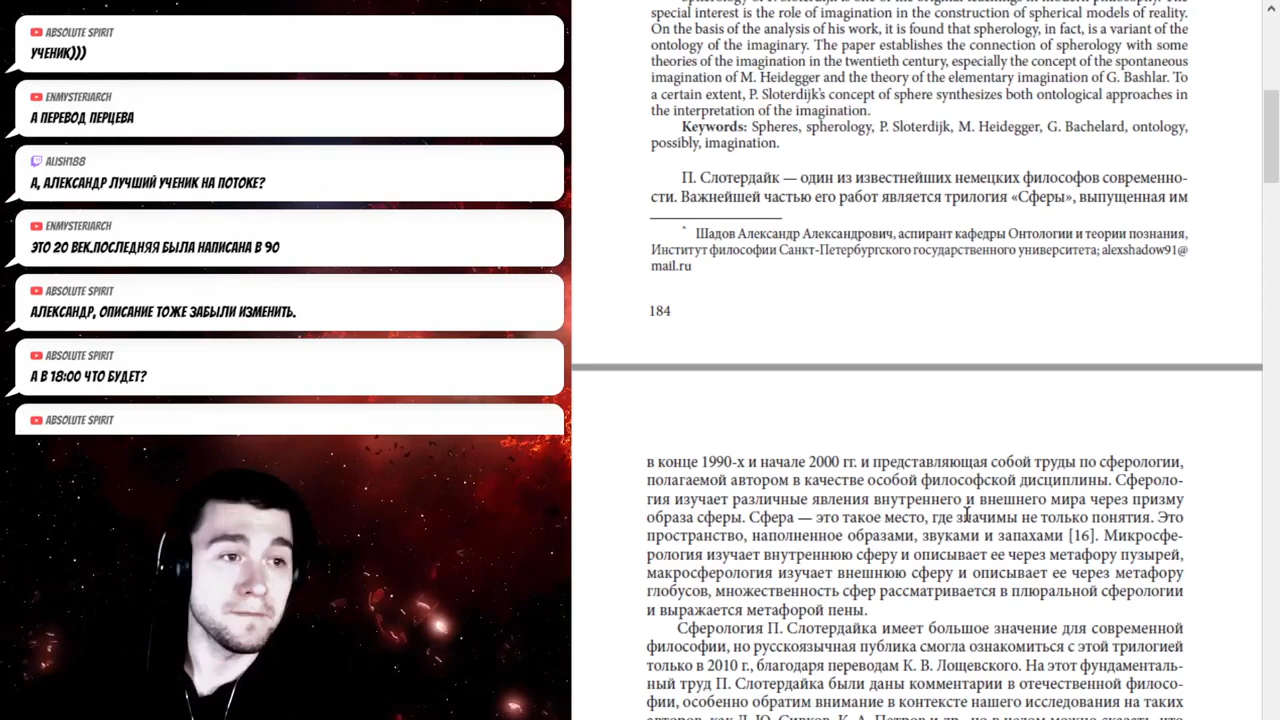 ABSOLUTE SPIRIT
УЧЕНИК)))
ENMYSTERIARCH
А ПЕРЕВОД ПЕРЦЕВА
ALISH188
А, АЛЕКСАНДР ЛУЧШИЙ УЧЕНИК НА ПОТОКЕ?
ENMYSTERIARCH
ЭТО 20 ВЕК.ПОСЛЕДНЯЯ БЫЛА НАПИСАНА В 90
ABSOLUTE SPIRIT
АЛЕКСАНДР, ОПИСАНИЕ ТОЖЕ ЗАБЫЛИ ИЗМЕНИТЬ.
ABSOLUTE SPIRIT
А В 18:00 ЧТО БУДЕТ?
ABSOLUTE SPIRIT
special interest is the role of imagination in the construction of spherical models of reality.
On the basis of the analysis of his work, it is found that spherology, in fact, is a variant of the
ontology of the imaginary. The paper establishes the connection of spherology with some
theories of the imagination in the twentieth century, especially the concept of the spontaneous
imagination of M. Heidegger and the theory of the elementary imagination of G. Bashlar. To
a certain extent, P. Sloterdijk's concept of sphere synthesizes both ontological approaches in
the interpretation of the imagination.
Keywords: Spheres, spherology, P. Sloterdijk, M. Heidegger, G. Bachelard, ontology,
possibly, imagination.
П. Слотердайк — один из известнейших немецких философов современно-
сти. Важнейшей частью его работ является трилогия «Сферы», выпущенная им
* Шадов Александр Александрович, аспирант кафедры Онтологии и теории познания,
Институт философии Санкт-Петербургского государственного университета; alexshadow91@
mail.ru
184
в конце 1990-х и начале 2000 гг. и представляющая собой труды по сферологии,
полагаемой автором в качестве особой философской дисциплины. Сфероло-
гия изучает различные явления внутреннего и внешнего мира через призму
образа сферы. Сфера — это такое место, где значимы не только понятия. Это
пространство, наполненное образами, звуками и запахами [16]. Микросфе-
рология изучает внутреннюю сферу и описывает ее через метафору пузырей,
макросферология изучает внешнюю сферу и описывает ее через метафору
глобусов, множественность сфер рассматривается в плюральной сферологии
и выражается метафорой пены.
Сферология П. Слотердайка имеет большое значение для современной
философии, но русскоязычная публика смогла ознакомиться с этой трилогией
только в 2010 г., благодаря переводам К. В. Лощевского. На этот фундаменталь-
ный труд П. Слотердайка были даны комментарии в отечественной филосо-
фии, особенно обратим внимание в контексте нашего исследования на таких